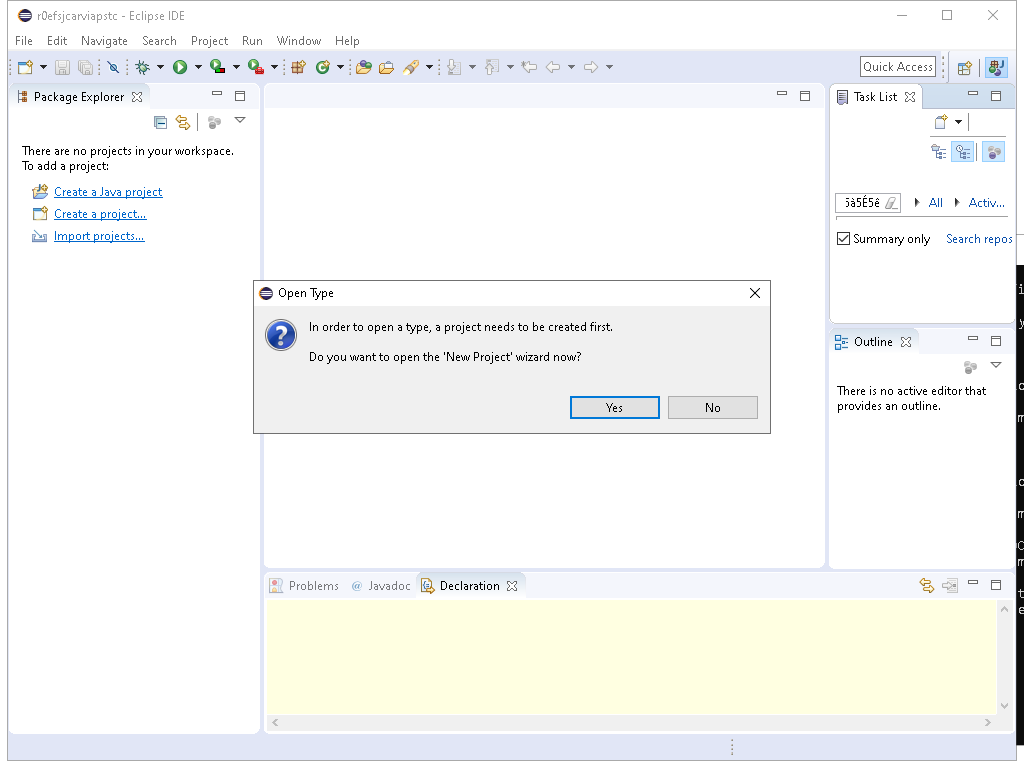 r0efsjcarviapstc - Eclipse IDE
File Edit Navigate Search Project Run Window Help
Quick Access
Package Explorer
Task List
There are no projects in your workspace.
To add a project:
Create a Java project
Create a project...
Import projects...
All
Activ...
Summary only
Search repos
Open Type
In order to open a type, a project needs to be created first.
Do you want to open the 'New Project' wizard now?
Yes
No
Outline
There is no active editor that
provides an outline.
Problems
@ Javadoc
Declaration